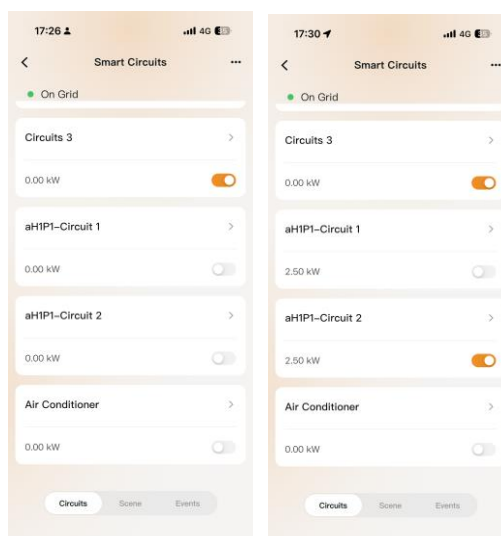 17:26
4G
Smart Circuits
On Grid
Circuits 3
0.00 kW
aH1P1-Circuit 1
0.00 kW
aH1P1-Circuit 2
0.00 kW
Air Conditioner
0.00 kW
Circuits Scene Events
17:30
4G
Smart Circuits
On Grid
Circuits 3
0.00 kW
aH1P1-Circuit 1
2.50 kW
aH1P1-Circuit 2
2.50 kW
Air Conditioner
0.00 kW
Circuits Scene Events